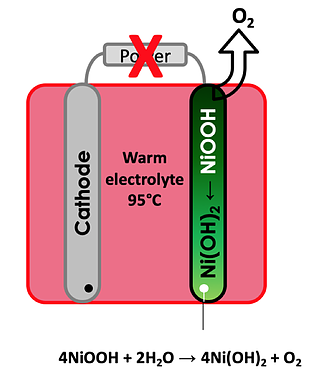 O₂
Power
Cathode
Warm
electrolyte
95°C
Ni(OH)₂ ← NiOOH
4NiOOH + 2H₂O → 4Ni(OH)₂ + O₂